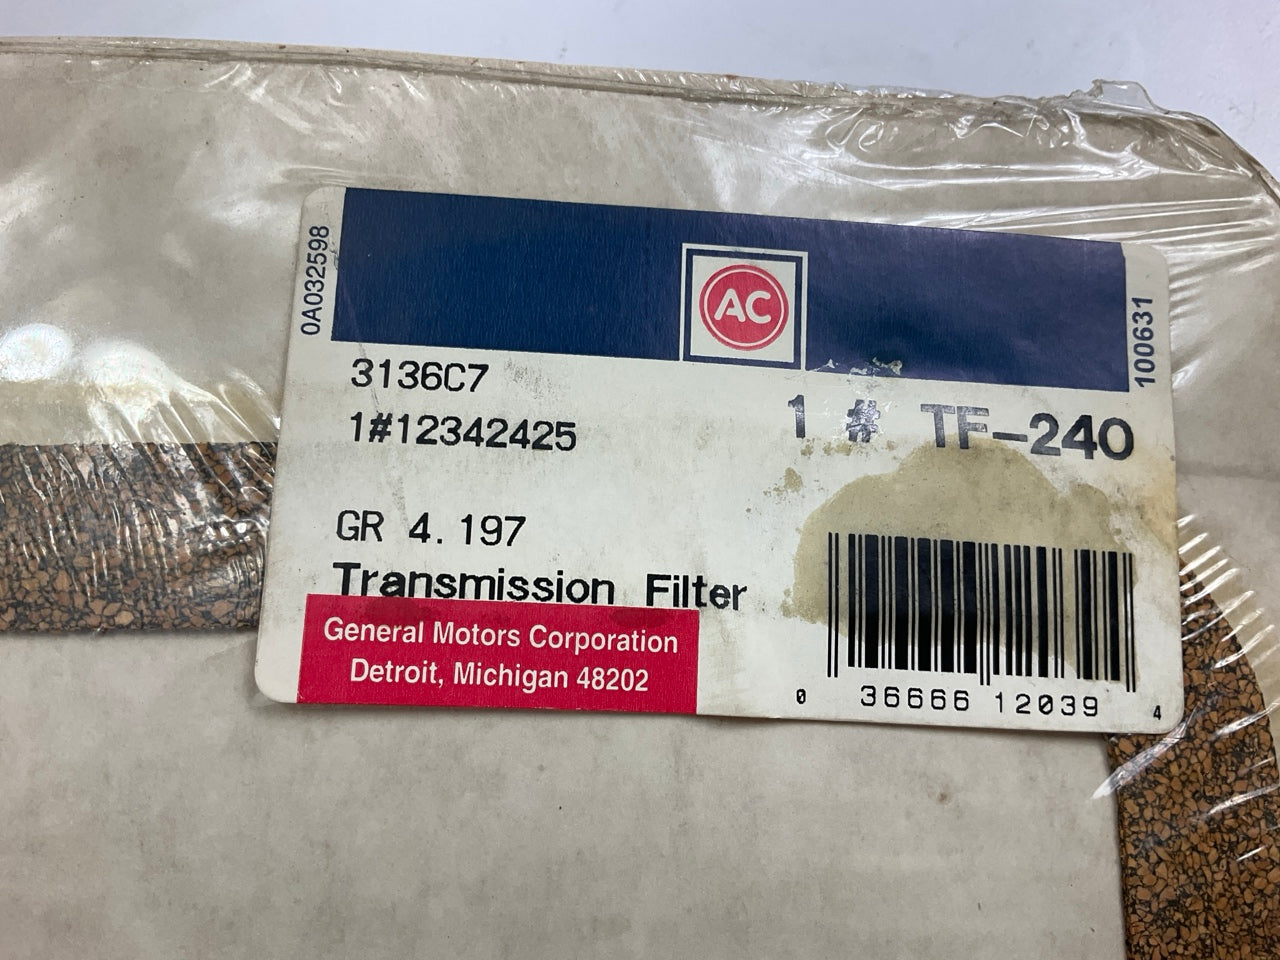 0A032598
AC
100631
3136C7
1#12342425
1 # TF-240
GR 4.197
Transmission Filter
General Motors Corporation
Detroit, Michigan 48202
0 36666 12039 4